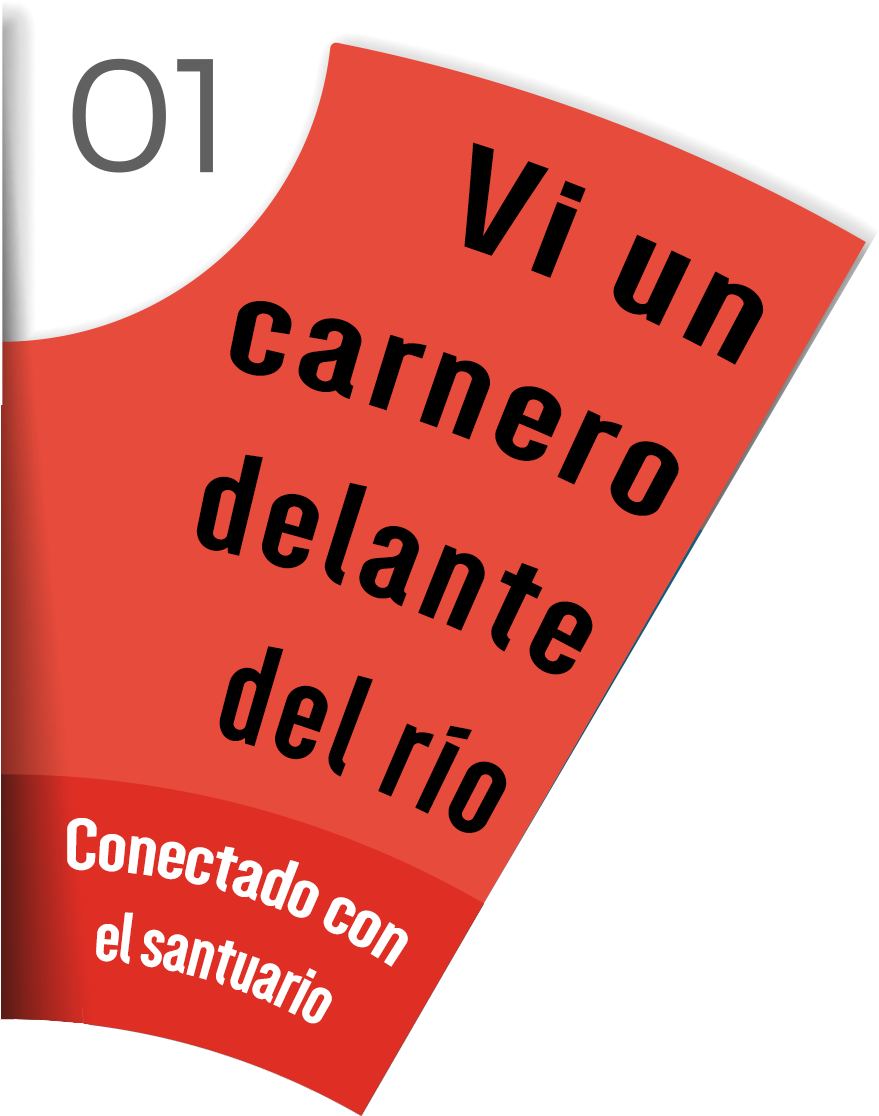 01
Vi un
carnero
delante
del río
Conectado con
el santuario